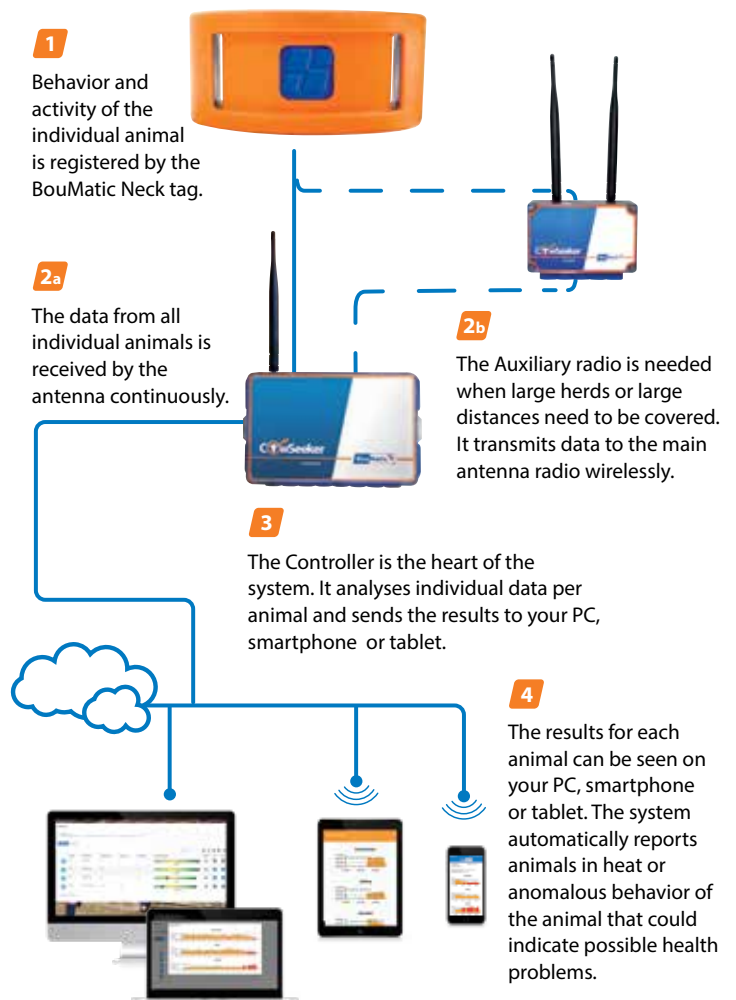 1
Behavior and
activity of the
individual animal
is registered by the
BouMatic Neck tag.
2a
The data from all
individual animals is
received by the
antenna continuously.
2b
The Auxiliary radio is needed
when large herds or large
distances need to be covered.
It transmits data to the main
antenna radio wirelessly.
CowSeeker
BouMatic
3
The Controller is the heart of the
system. It analyses individual data per
animal and sends the results to your PC,
smartphone or tablet.
4
The results for each
animal can be seen on
your PC, smartphone
or tablet. The system
automatically reports
animals in heat or
anomalous behavior of
the animal that could
indicate possible health
problems.